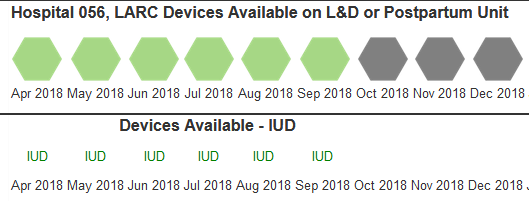 Hospital 056, LARC Devices Available on L&D or Postpartum Unit
Apr 2018 May 2018 Jun 2018 Jul 2018 Aug 2018 Sep 2018 Oct 2018 Nov 2018 Dec 2018
Devices Available - IUD
IUD IUD IUD IUD IUD IUD
Apr 2018 May 2018 Jun 2018 Jul 2018 Aug 2018 Sep 2018 Oct 2018 Nov 2018 Dec 2018